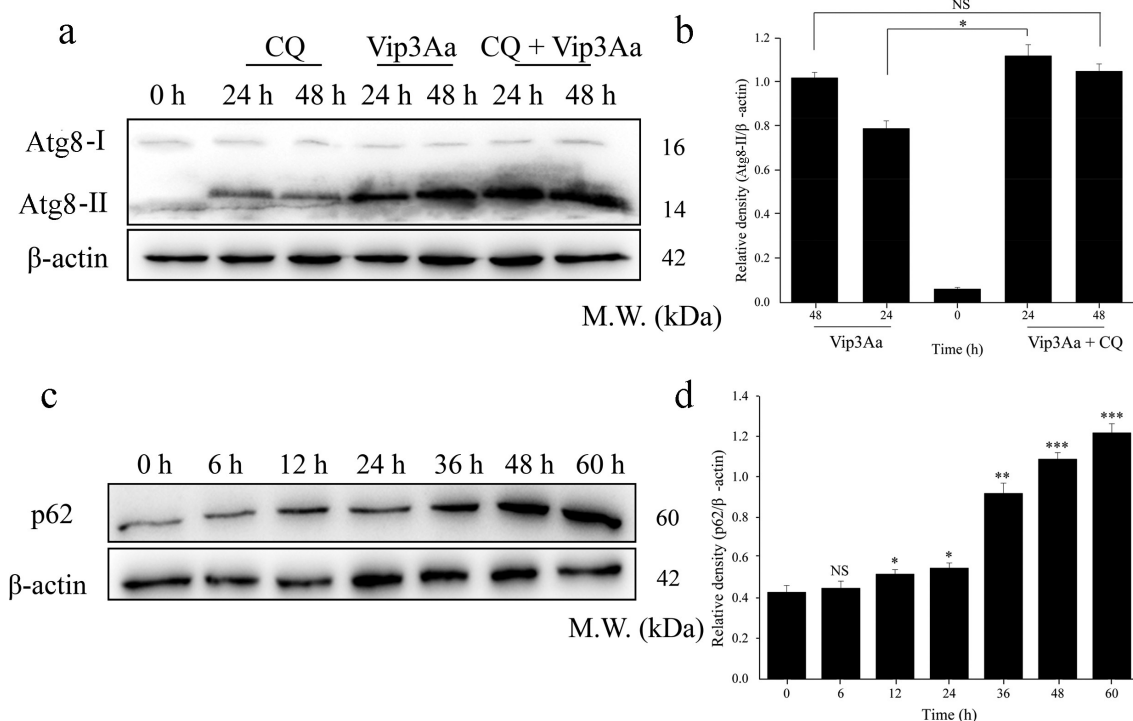 a
CQ Vip3Aa CQ + Vip3Aa
0 h 24 h 48 h 24 h 48 h 24 h 48 h
Atg8-I 16
Atg8-II 14
β-actin 42
M.W. (kDa)
b
NS
*
Relative density (Atg8-II/β -actin)
1.2
1.0
0.8
0.6
0.4
0.2
0.0
48 24 0 24 48
Vip3Aa Time (h) Vip3Aa + CQ
c
0 h 6 h 12 h 24 h 36 h 48 h 60 h
p62 60
β-actin 42
M.W. (kDa)
d
Relative density (p62/β -actin)
1.4
1.2
1.0
0.8
0.6
0.4
0.2
0.0
NS * * ** *** ***
0 6 12 24 36 48 60
Time (h)